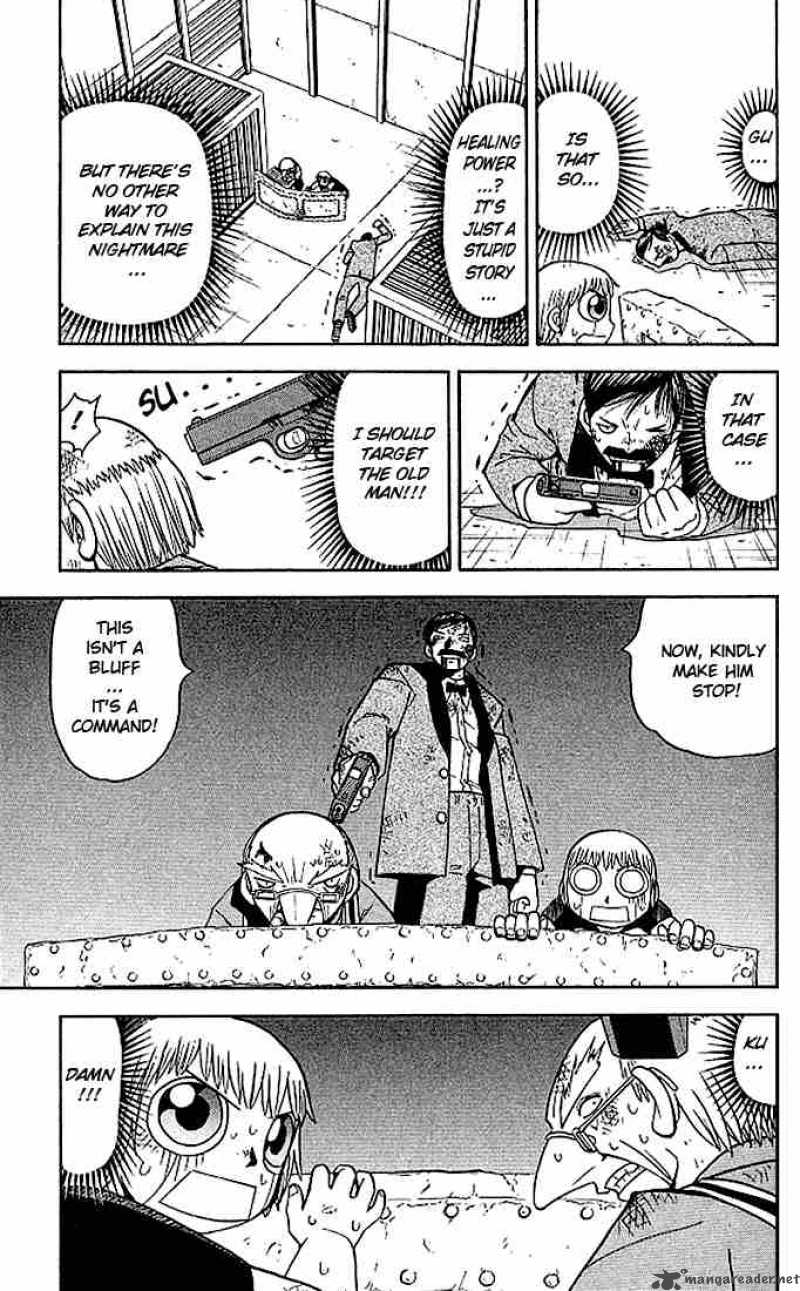 GU
...
IS
THAT
SO...
HEALING
POWER
...?
IT'S
JUST A
STUPID
STORY
...
BUT THERE'S
NO OTHER
WAY TO
EXPLAIN THIS
NIGHTMARE
...
IN
THAT
CASE
...
I SHOULD
TARGET
THE OLD
MAN!!!
SU...
!
NOW, KINDLY
MAKE HIM
STOP!
THIS
ISN'T A
BLUFF
...
IT'S A
COMMAND!
KU
...
DAMN
!!!
mangareader.net